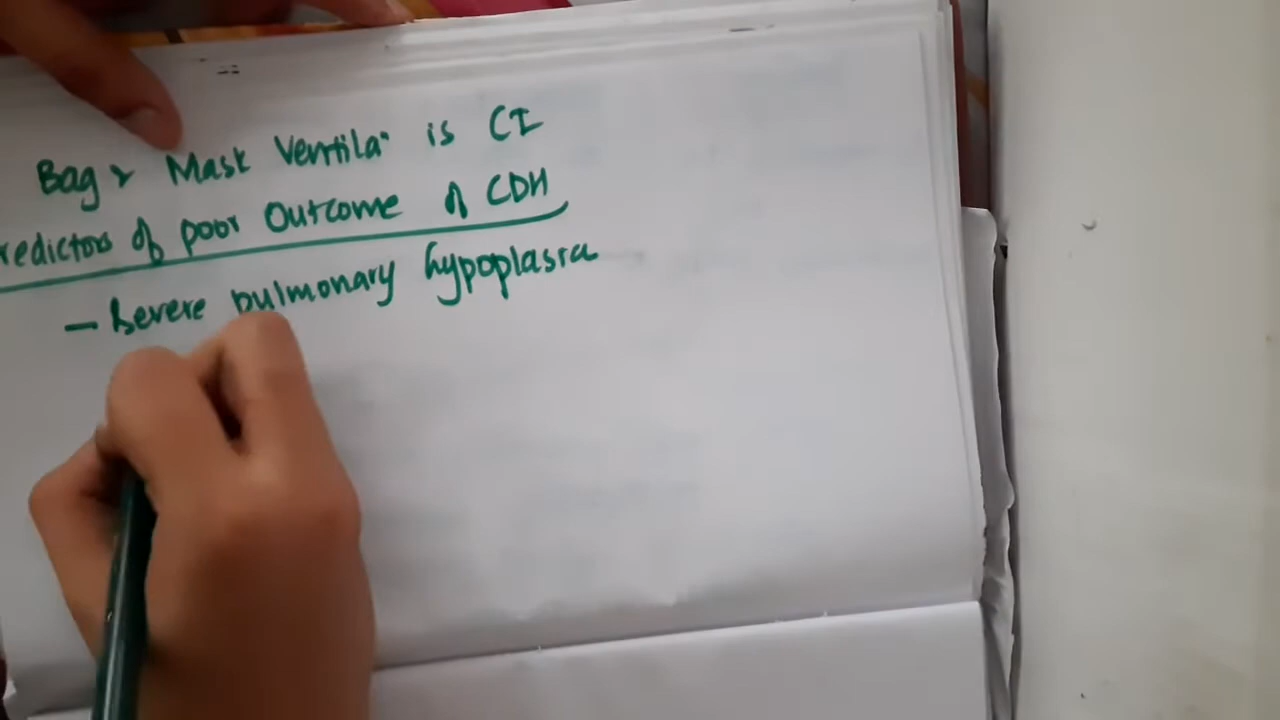 Bag & Mask Ventila" is CI
redictors of poor Outcome of CDH
- Severe pulmonary hypoplasia